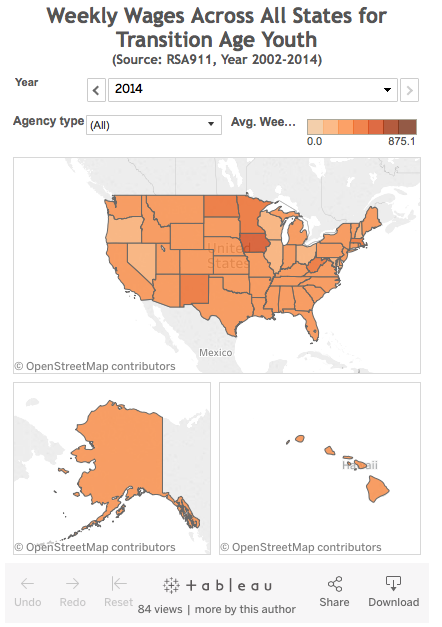 Weekly Wages Across All States for
Transition Age Youth
(Source: RSA911, Year 2002-2014)
Year
2014
Agency type
(All)
Avg. Wee...
0.0
875.1
United
States
Mexico
© OpenStreetMap contributors
Hawaii
© OpenStreetMap contributors
© OpenStreetMap contributors
Undo
Redo
Reset
+ a b | e a u
84 views | more by this author
Share
Download